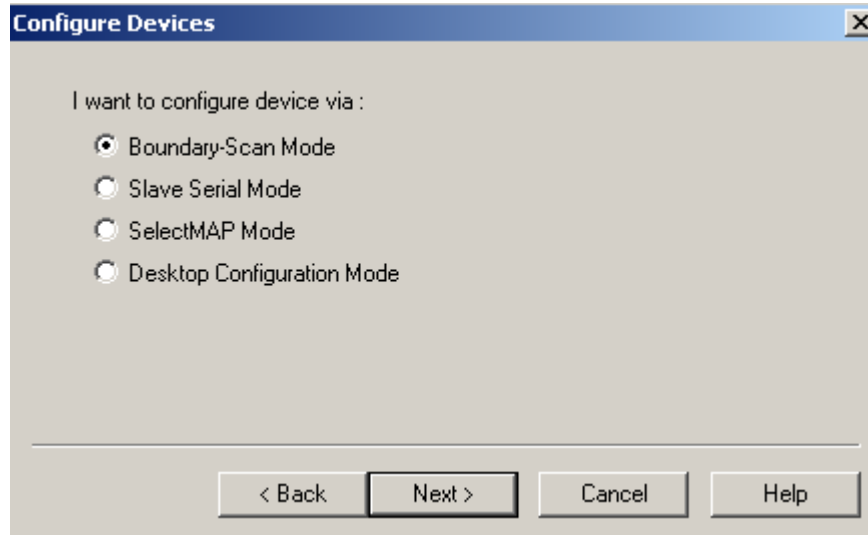 Configure Devices
I want to configure device via :
Boundary-Scan Mode
Slave Serial Mode
SelectMAP Mode
Desktop Configuration Mode
< Back Next > Cancel Help